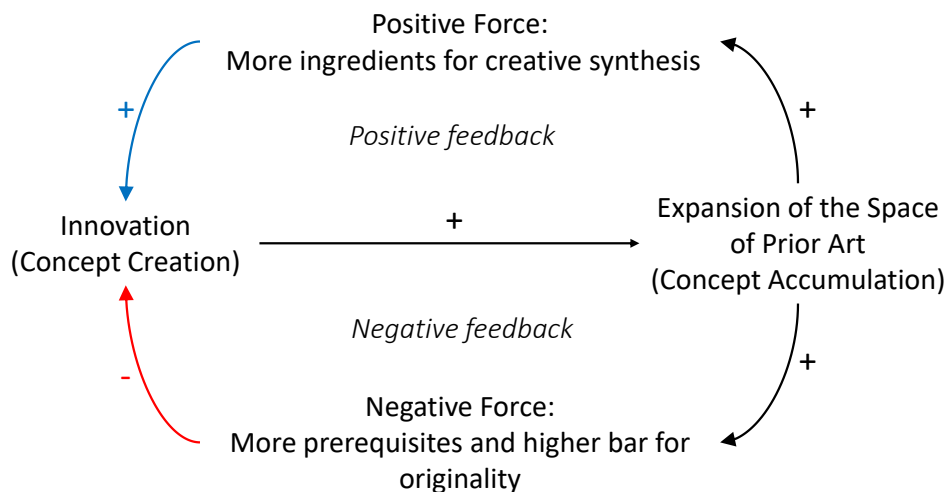 Positive Force:
More ingredients for creative synthesis
+
+
Positive feedback
+
Innovation
(Concept Creation)
Expansion of the Space
of Prior Art
(Concept Accumulation)
Negative feedback
-
+
Negative Force:
More prerequisites and higher bar for
originality